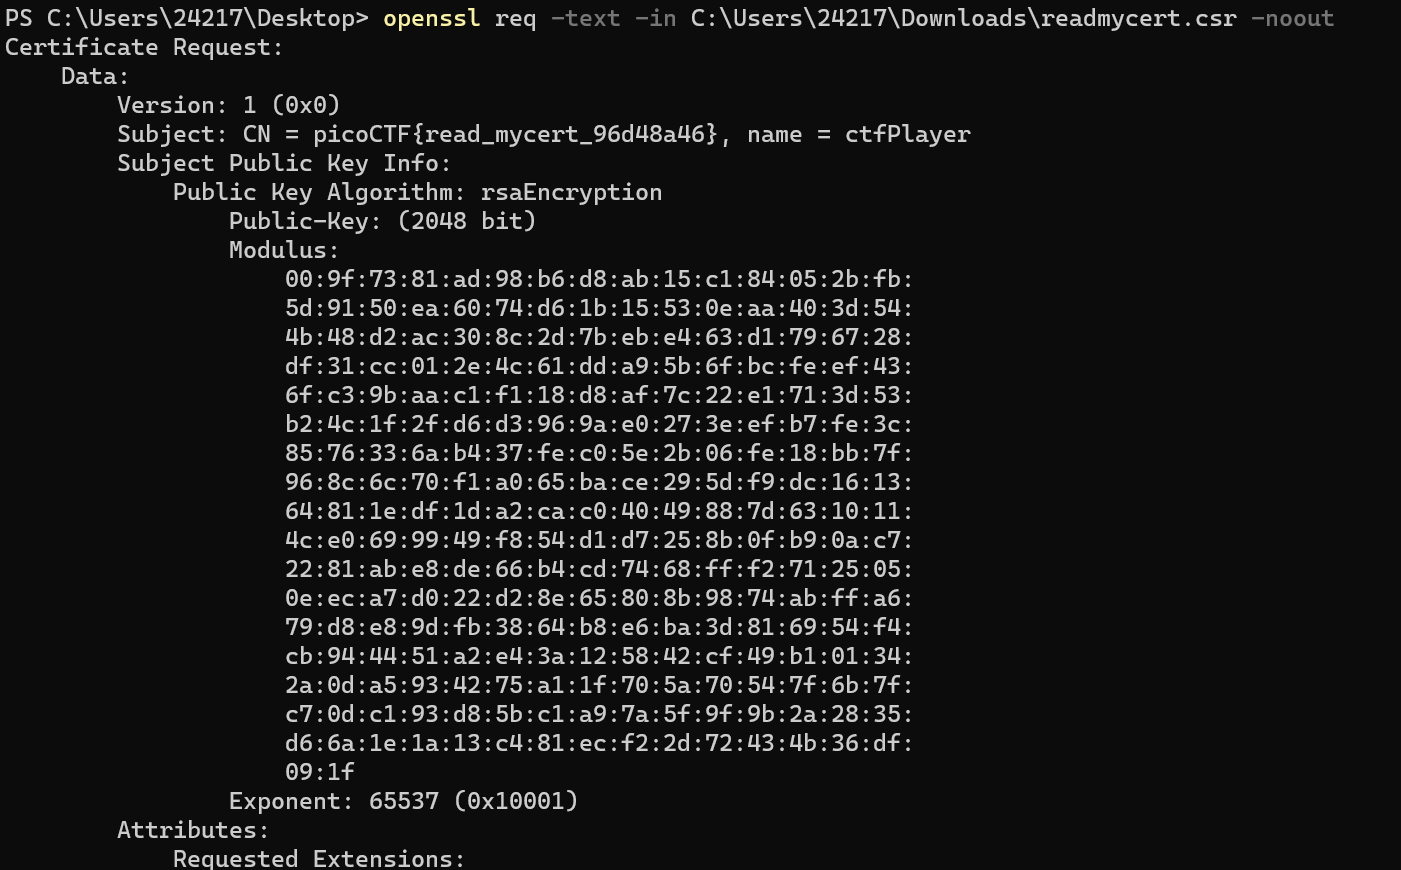 PS C:\Users\24217\Desktop> openssl req -text -in C:\Users\24217\Downloads\readmycert.csr -noout
Certificate Request:
    Data:
        Version: 1 (0x0)
        Subject: CN = picoCTF{read_mycert_96d48a46}, name = ctfPlayer
        Subject Public Key Info:
            Public Key Algorithm: rsaEncryption
                Public-Key: (2048 bit)
                Modulus:
                    00:9f:73:81:ad:98:b6:d8:ab:15:c1:84:05:2b:fb:
                    5d:91:50:ea:60:74:d6:1b:15:53:0e:aa:40:3d:54:
                    4b:48:d2:ac:30:8c:2d:7b:eb:e4:63:d1:79:67:28:
                    df:31:cc:01:2e:4c:61:dd:a9:5b:6f:bc:fe:ef:43:
                    6f:c3:9b:aa:c1:f1:18:d8:af:7c:22:e1:71:3d:53:
                    b2:4c:1f:2f:d6:d3:96:9a:e0:27:3e:ef:b7:fe:3c:
                    85:76:33:6a:b4:37:fe:c0:5e:2b:06:fe:18:bb:7f:
                    96:8c:6c:70:f1:a0:65:ba:ce:29:5d:f9:dc:16:13:
                    64:81:1e:df:1d:a2:ca:c0:40:49:88:7d:63:10:11:
                    4c:e0:69:99:49:f8:54:d1:d7:25:8b:0f:b9:0a:c7:
                    22:81:ab:e8:de:66:b4:cd:74:68:ff:f2:71:25:05:
                    0e:ec:a7:d0:22:d2:8e:65:80:8b:98:74:ab:ff:a6:
                    79:d8:e8:9d:fb:38:64:b8:e6:ba:3d:81:69:54:f4:
                    cb:94:44:51:a2:e4:3a:12:58:42:cf:49:b1:01:34:
                    2a:0d:a5:93:42:75:a1:1f:70:5a:70:54:7f:6b:7f:
                    c7:0d:c1:93:d8:5b:c1:a9:7a:5f:9f:9b:2a:28:35:
                    d6:6a:1e:1a:13:c4:81:ec:f2:2d:72:43:4b:36:df:
                    09:1f
                Exponent: 65537 (0x10001)
        Attributes:
            Requested Extensions: